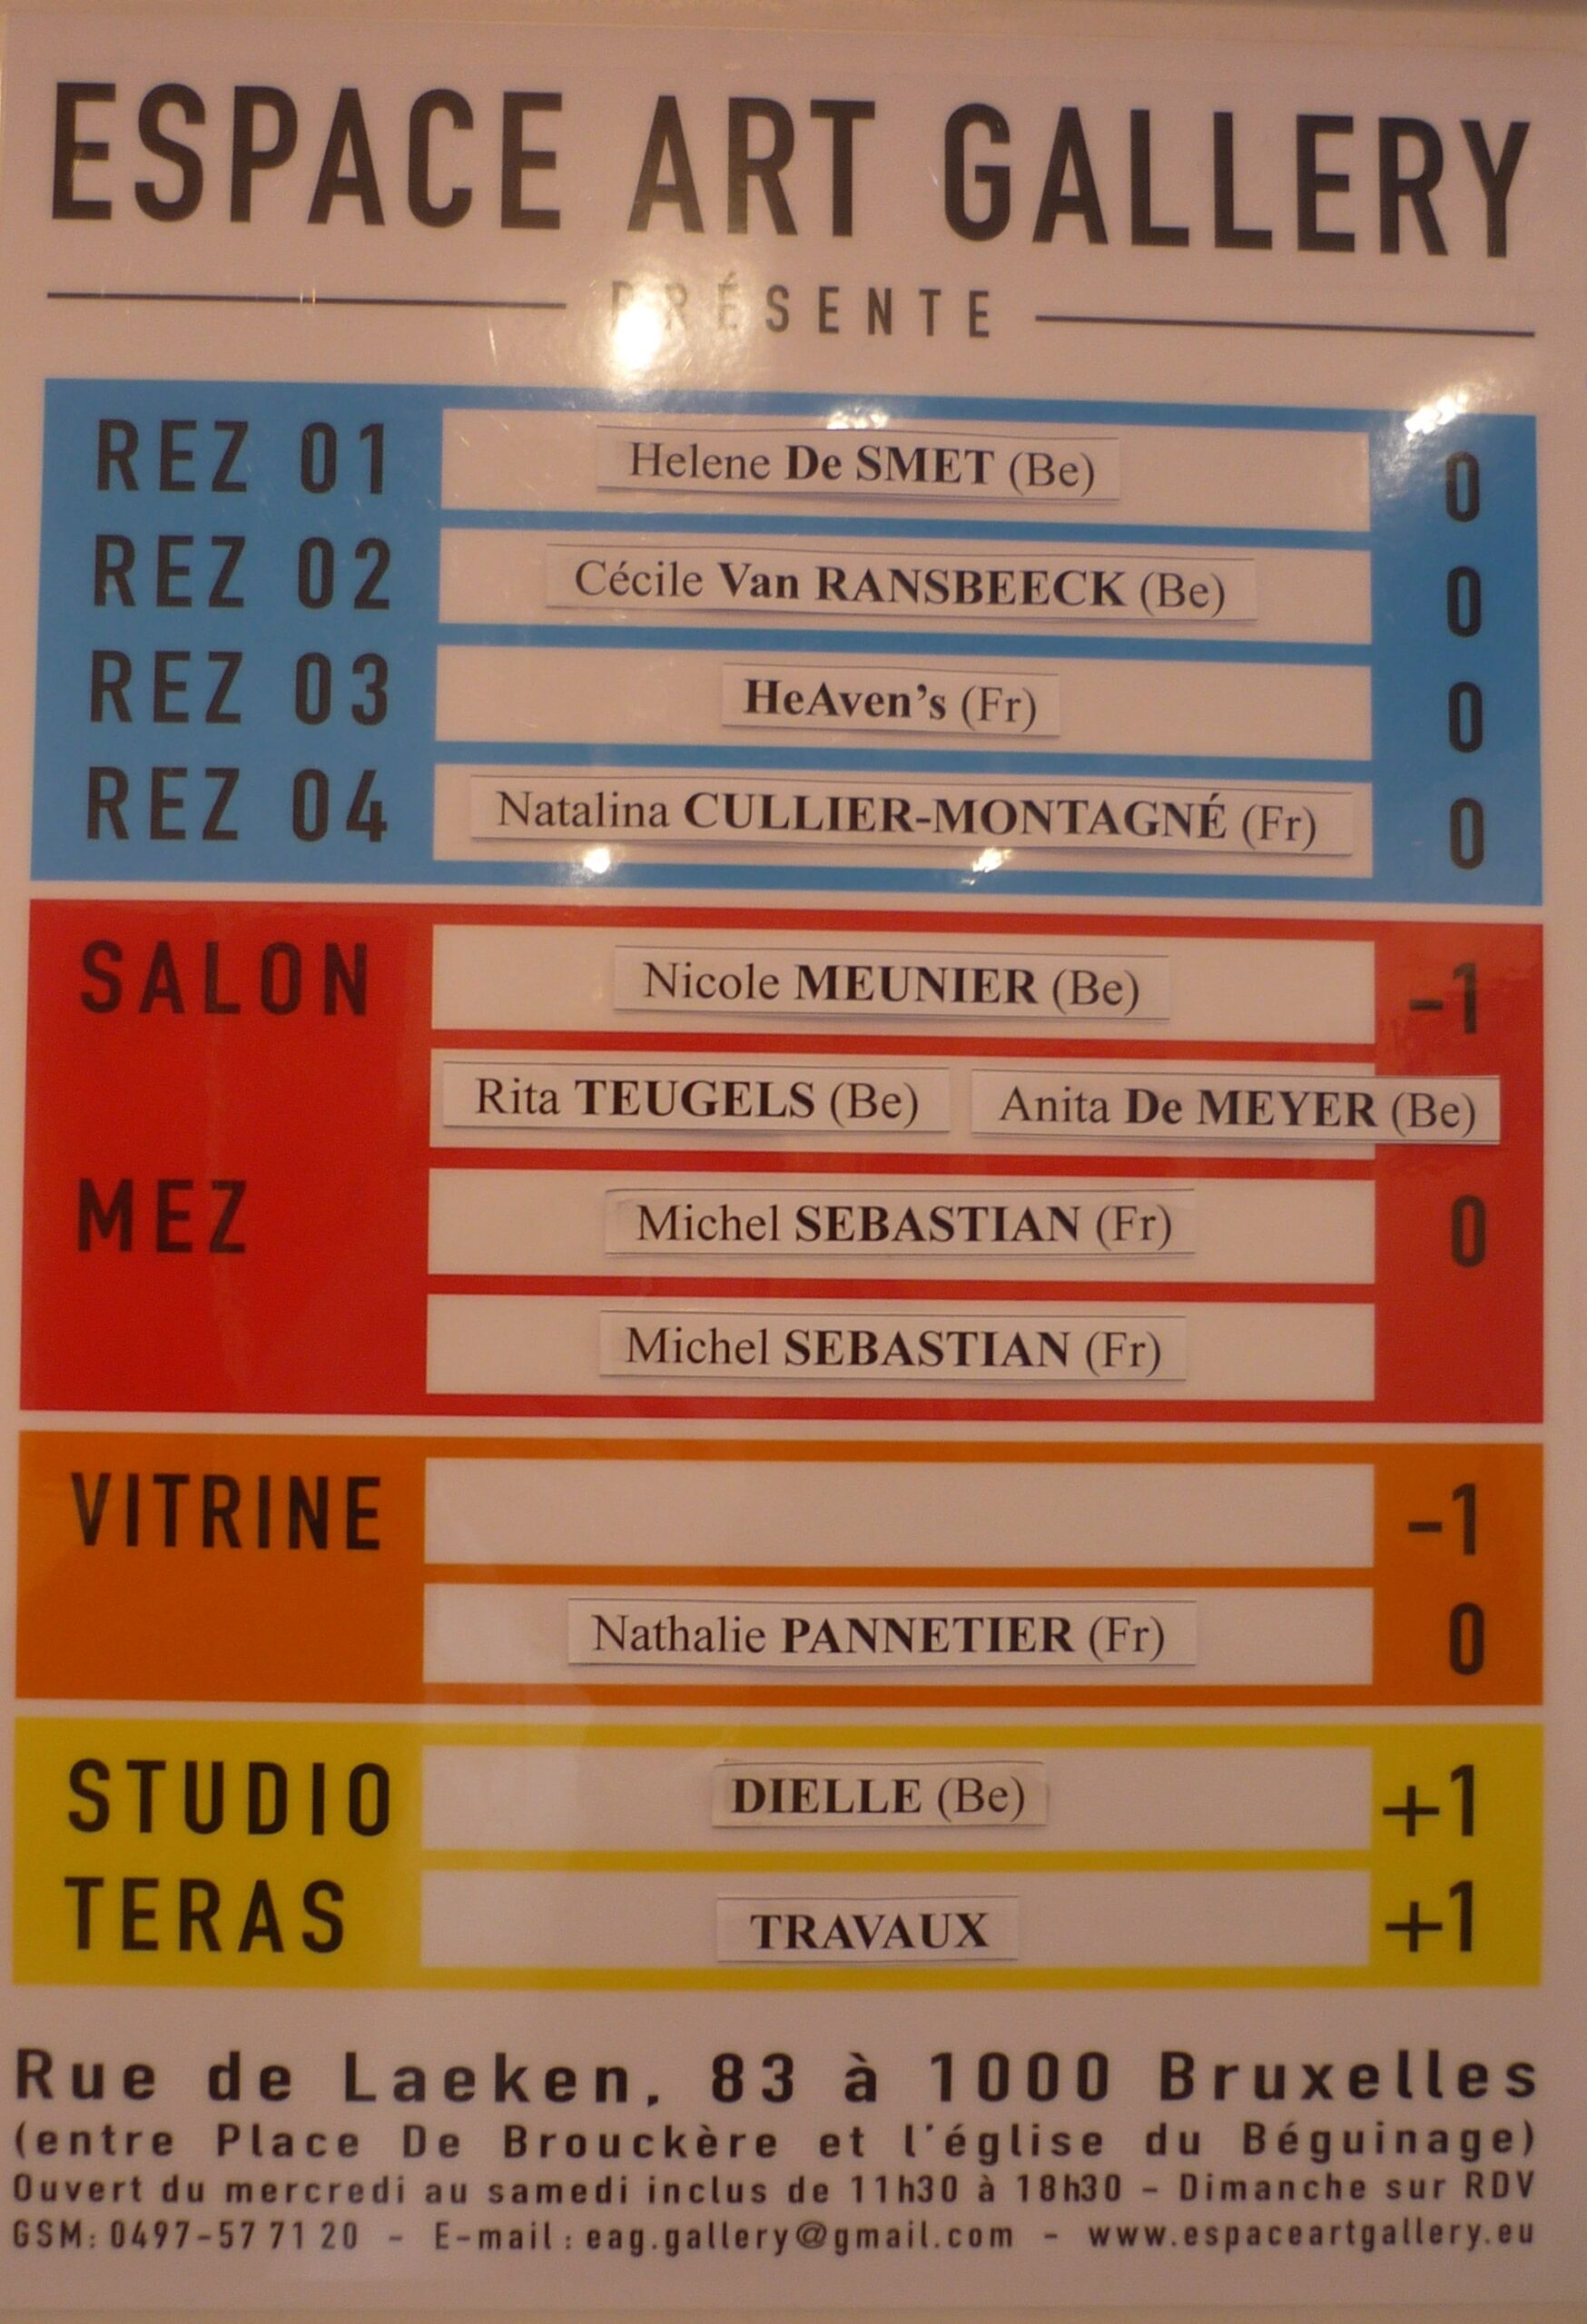 ESPACE ART GALLERY
PRÉSENTE
REZ 01 Helene De SMET (Be) 0
REZ 02 Cécile Van RANSBEECK (Be) 0
REZ 03 HeAven's (Fr) 0
REZ 04 Natalina CULLIER-MONTAGNÉ (Fr) 0
SALON Nicole MEUNIER (Be) -1
Rita TEUGELS (Be) Anita De MEYER (Be)
MEZ Michel SEBASTIAN (Fr) 0
Michel SEBASTIAN (Fr)
VITRINE -1
Nathalie PANNETIER (Fr) 0
STUDIO DIELLE (Be) +1
TERAS TRAVAUX +1
Rue de Laeken, 83 à 1000 Bruxelles
(entre Place De Brouckère et l'église du Béguinage)
Ouvert du mercredi au samedi inclus de 11h30 à 18h30 - Dimanche sur RDV
GSM: 0497-57 71 20 - E-mail : eag.gallery@gmail.com - www.espaceartgallery.eu